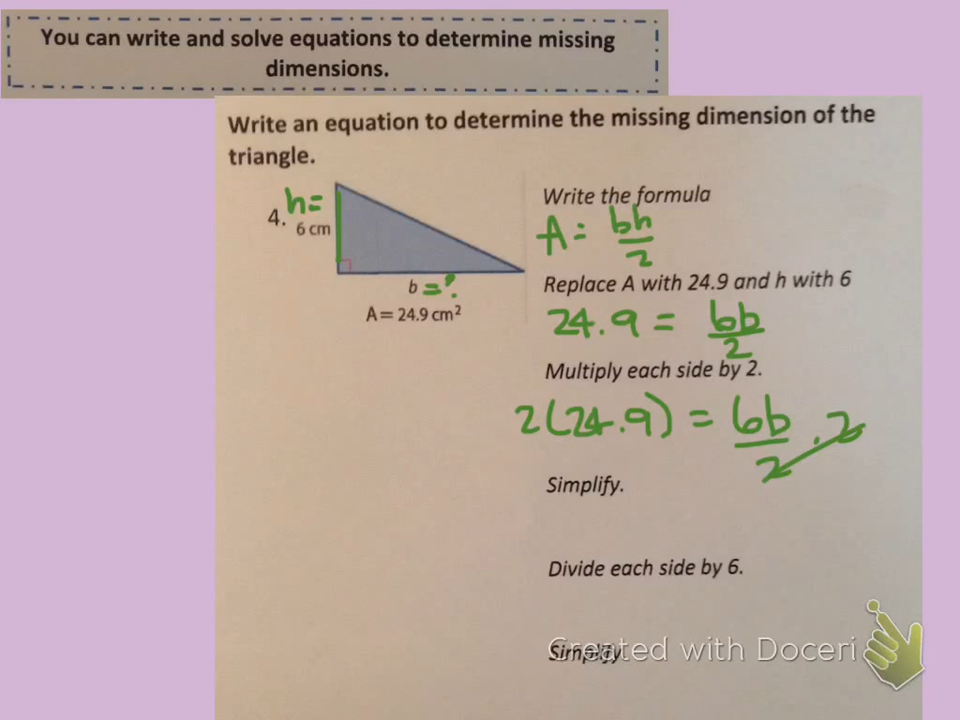 You can write and solve equations to determine missing
dimensions.
Write an equation to determine the missing dimension of the
triangle.
4.
h=
6 cm
b =?
A = 24.9 cm²
Write the formula
A = bh/2
Replace A with 24.9 and h with 6
24.9 = 6b/2
Multiply each side by 2.
2(24.9) = 6b/2 · 2
Simplify.
Divide each side by 6.
Simplify.
Created with Doceri